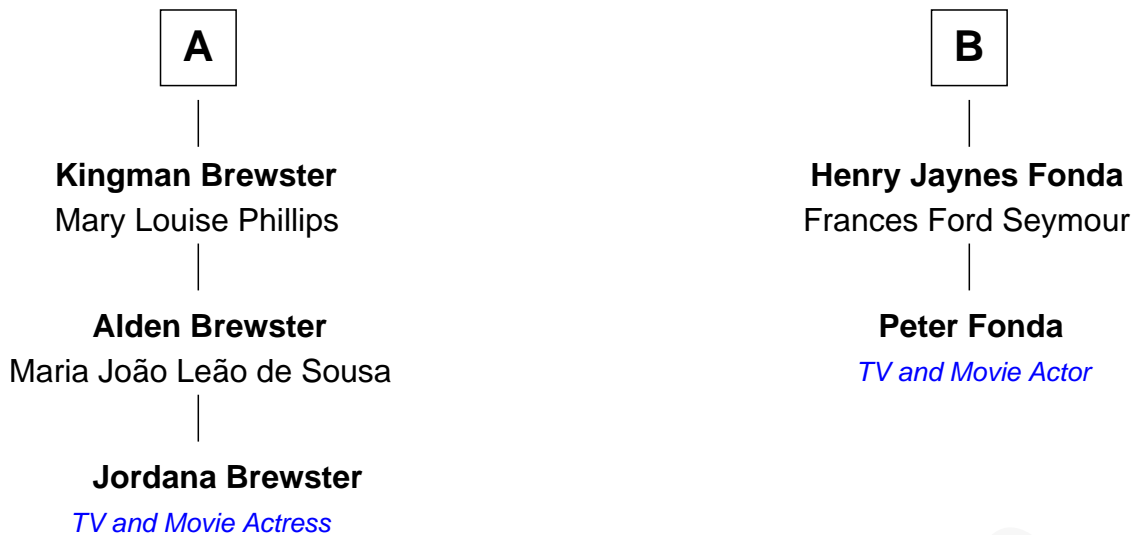 A
Kingman Brewster
Mary Louise Phillips
Alden Brewster
Maria João Leão de Sousa
Jordana Brewster
TV and Movie Actress
B
Henry Jaynes Fonda
Frances Ford Seymour
Peter Fonda
TV and Movie Actor